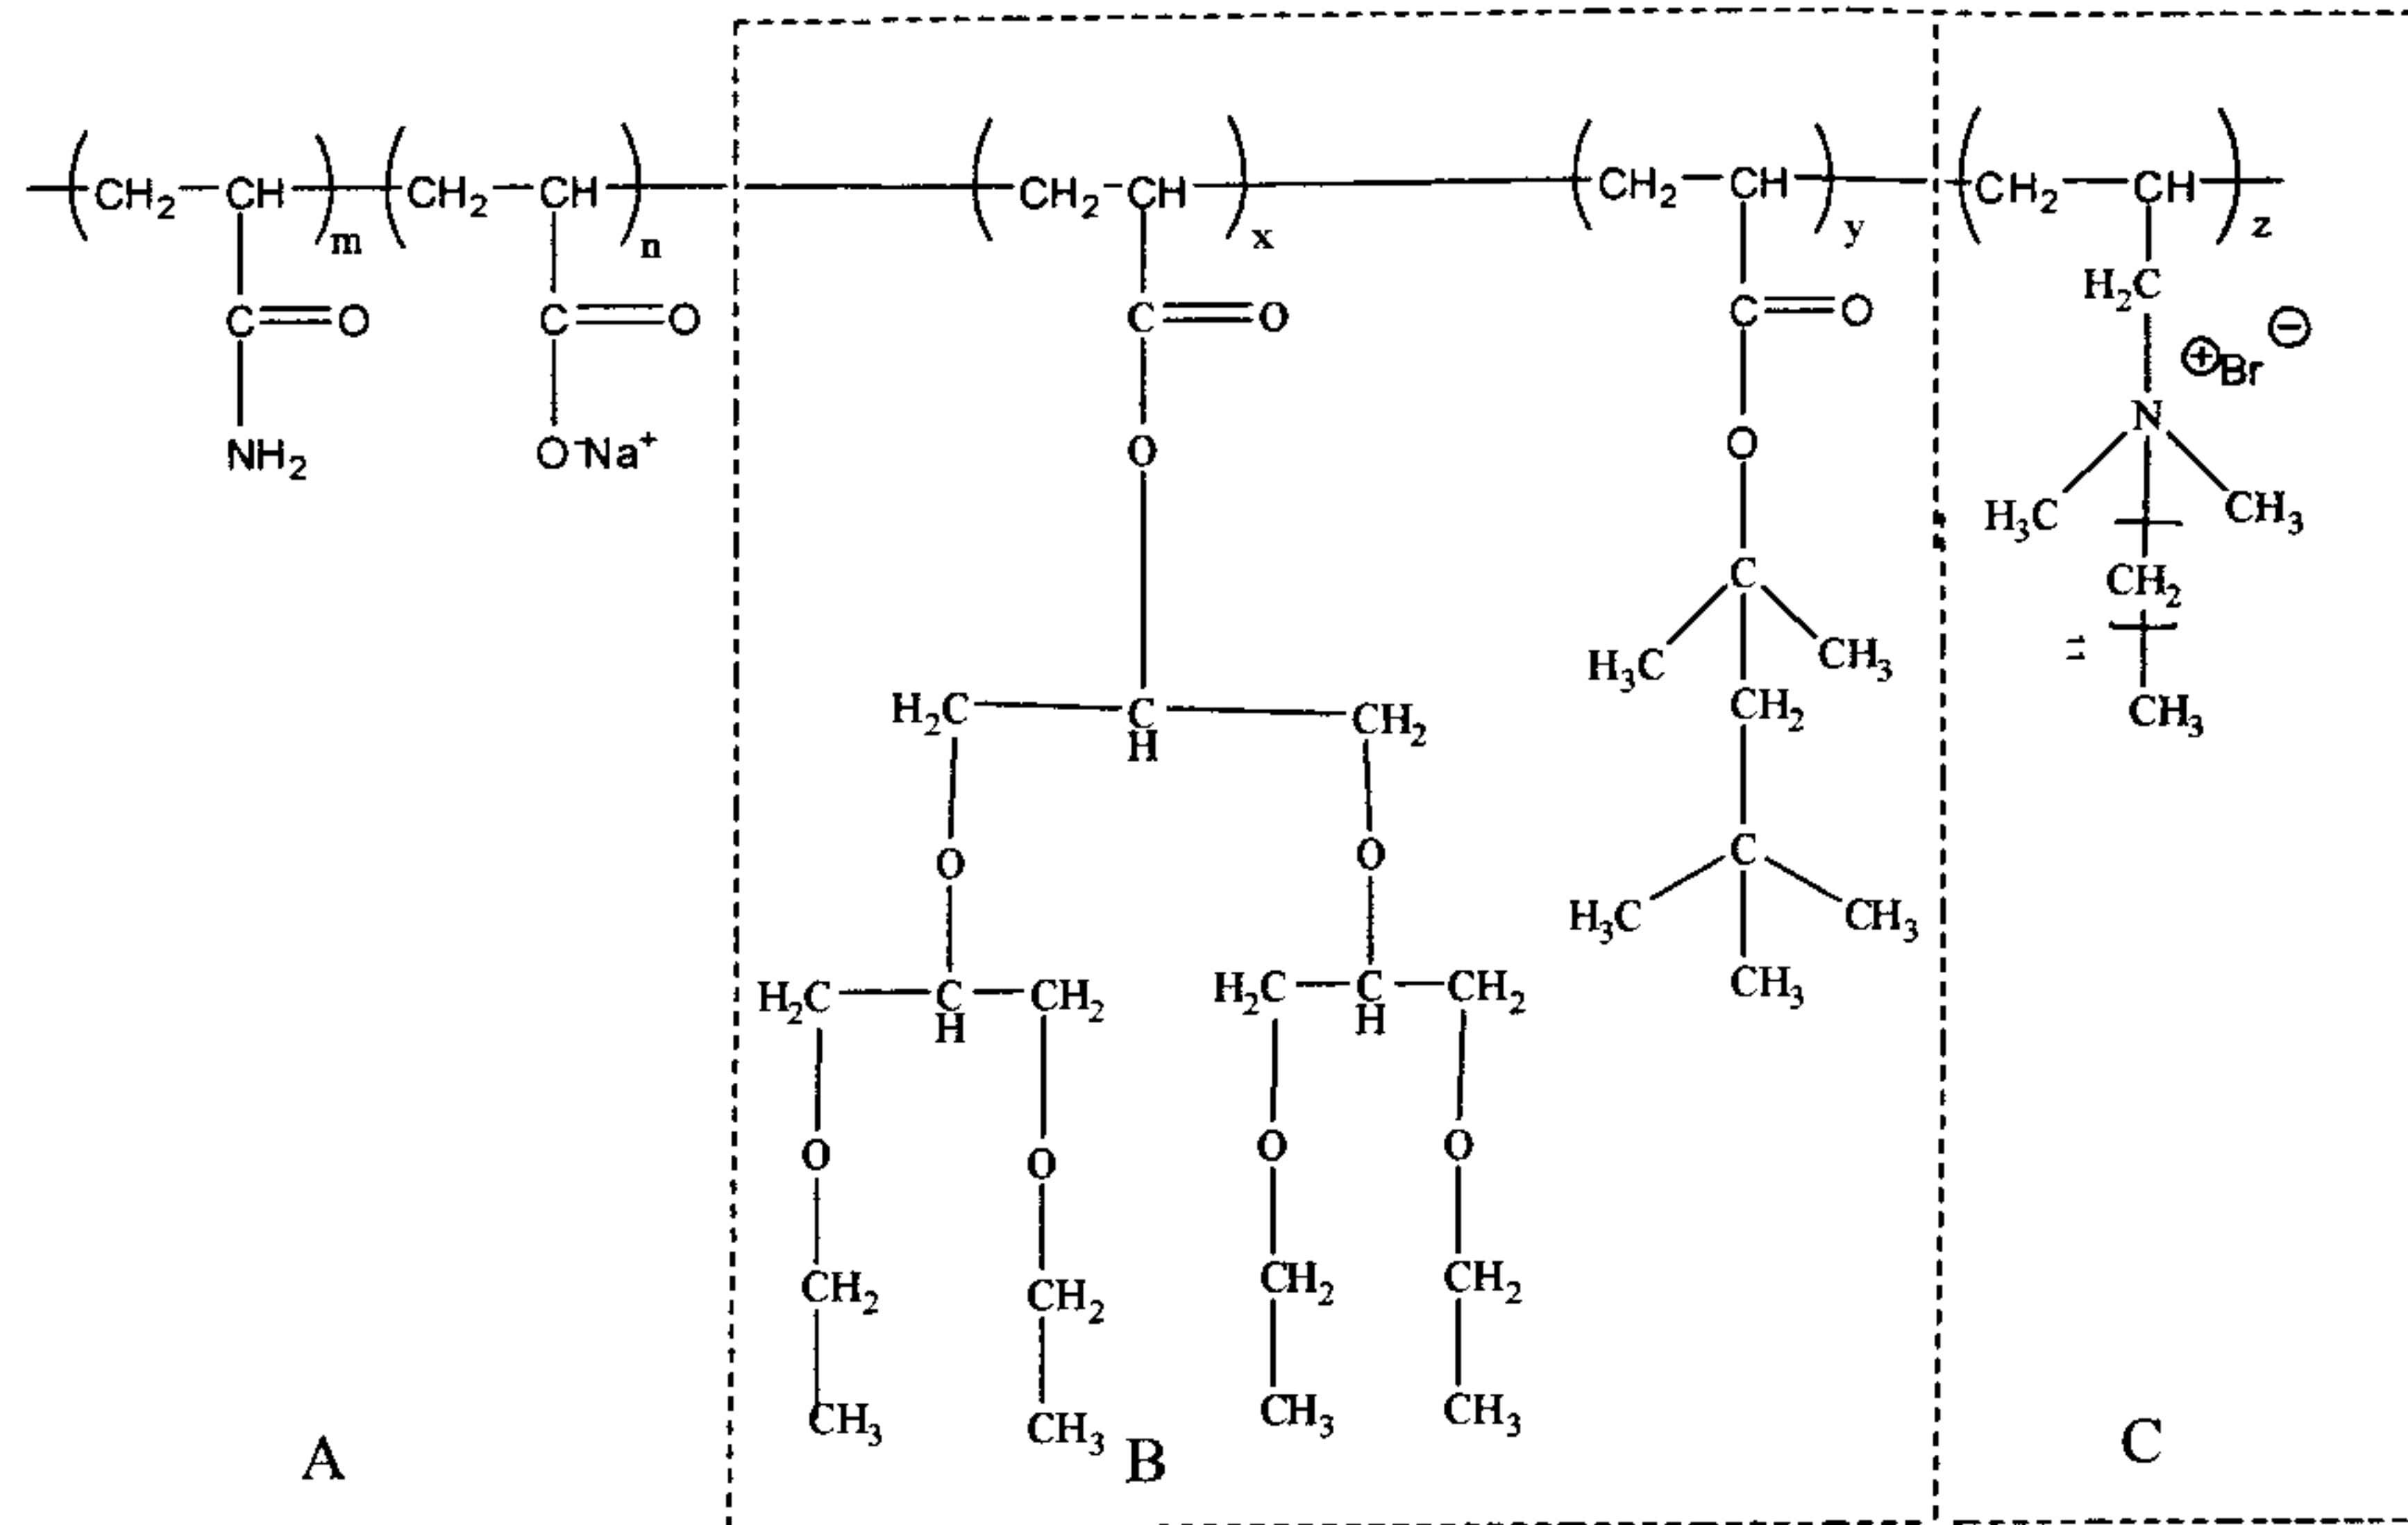 ( CH2 CH )m ( CH2 CH )n ( CH2 CH )x ( CH2 CH )y ( CH2 CH )z
H2C
C O C O C O C O ⊕Br ⊖
NH2 O-Na+ O O N
H3C CH3
C CH2
H3C CH3
H2C C H CH2 CH2 CH3
O O C
H3C CH3
H2C C H CH2 H2C C H CH2 CH3
O O O O
CH2 CH2 CH2 CH2
CH3 CH3 CH3 CH3
A B C